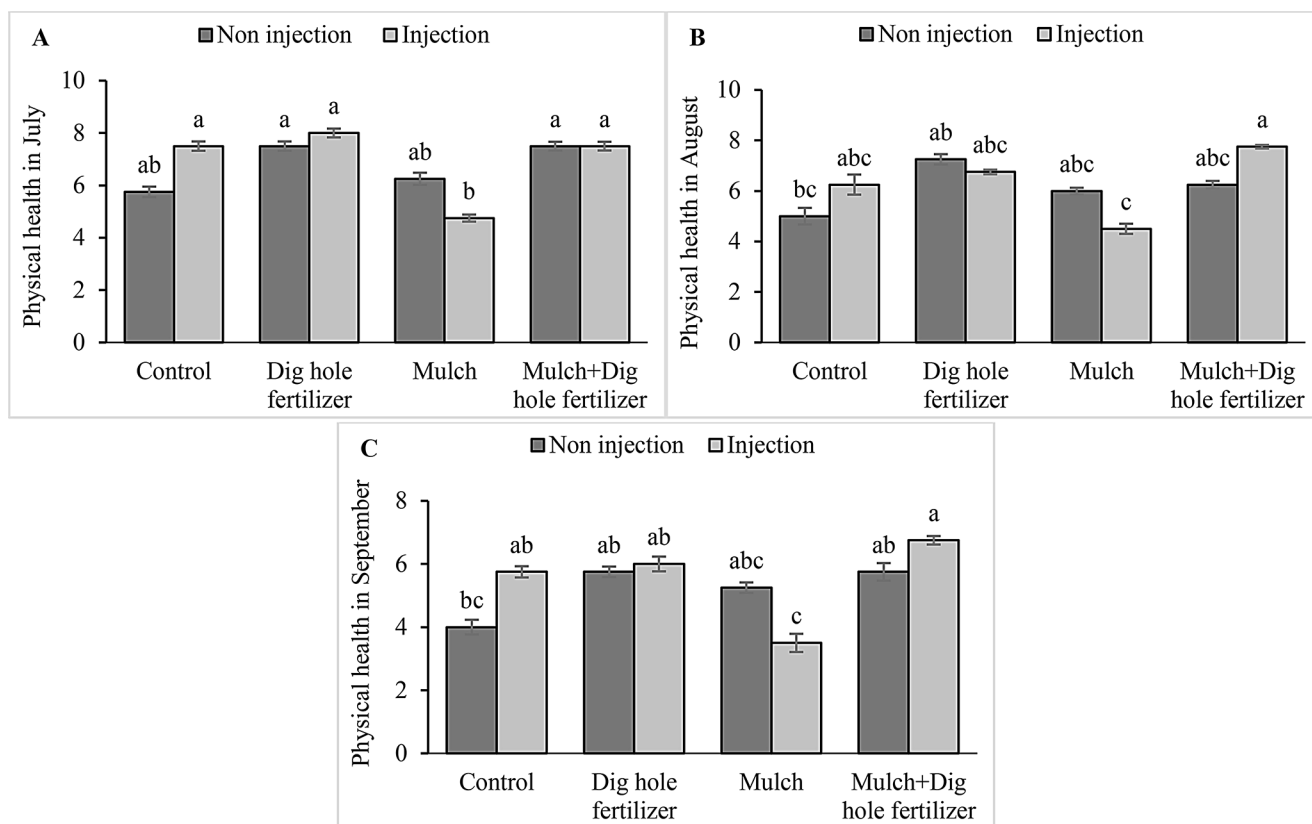 A
Non injection Injection
Physical health in July
10
8
6
4
2
0
ab
a
a
a
ab
b
a
a
Control
Dig hole
fertilizer
Mulch
Mulch+Dig
hole fertilizer
B
Non injection Injection
Physical health in August
10
8
6
4
2
0
bc
abc
ab
abc
abc
c
abc
a
Control
Dig hole
fertilizer
Mulch
Mulch+Dig
hole fertilizer
C
Non injection Injection
Physical health in September
8
6
4
2
0
bc
ab
ab
ab
abc
c
ab
a
Control
Dig hole
fertilizer
Mulch
Mulch+Dig
hole fertilizer